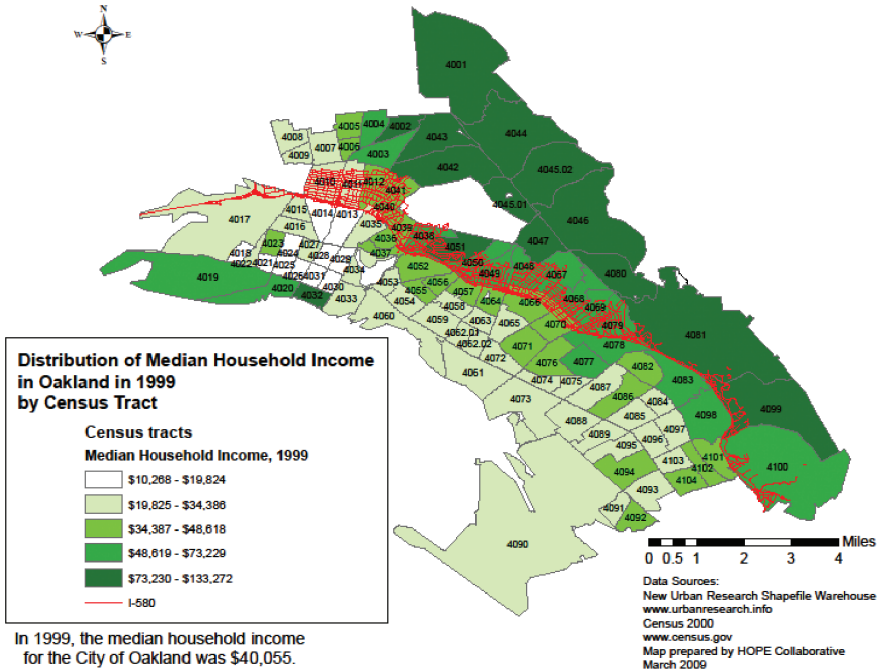 N
W E
S
4001
4005 4004 4002
4008 4007 4006 4043 4044
4009 4003
4042 4045.02
4010 4011 4012 4041
4045.01
4017 4015 4014 4013 4040 4046
4016 4035 4039 4038
4023 4027 4036 4051 4047
4018 4024 4028 4029 4037
4022 4021 4025 4034 4052 4050 4049 4048 4067 4080
4019 4026 4031 4053 4056
4020 4030 4055 4057 4068 4069
4032 4033 4054 4058 4064 4066
4060 4059 4063 4065 4070 4079 4081
4062.01 4078
4062.02 4071
4072 4076 4077 4082
4061 4074 4075 4083
4073 4087 4086 4084 4098 4099
4088 4085
4089 4096 4097
4095 4103 4101 4100
4094 4102
4093 4104
4091 4092
4090
Distribution of Median Household Income
in Oakland in 1999
by Census Tract
Census tracts
Median Household Income, 1999
$10,268 - $19,824
$19,825 - $34,386
$34,387 - $48,618
$48,619 - $73,229
$73,230 - $133,272
I-580
In 1999, the median household income
for the City of Oakland was $40,055.
Miles
0 0.5 1 2 3 4
Data Sources:
New Urban Research Shapefile Warehouse
www.urbanresearch.info
Census 2000
www.census.gov
Map prepared by HOPE Collaborative
March 2009